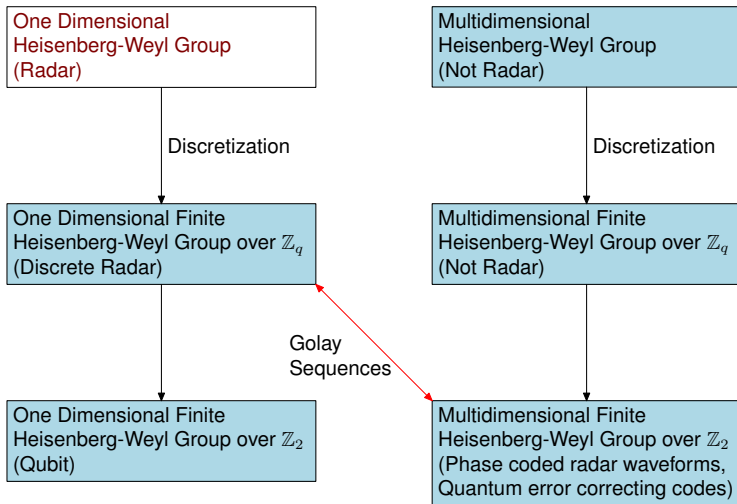 One Dimensional
Heisenberg-Weyl Group
(Radar)
Multidimensional
Heisenberg-Weyl Group
(Not Radar)
Discretization
Discretization
One Dimensional Finite
Heisenberg-Weyl Group over ℤ_q
(Discrete Radar)
Multidimensional Finite
Heisenberg-Weyl Group over ℤ_q
(Not Radar)
Golay
Sequences
One Dimensional Finite
Heisenberg-Weyl Group over ℤ₂
(Qubit)
Multidimensional Finite
Heisenberg-Weyl Group over ℤ₂
(Phase coded radar waveforms,
Quantum error correcting codes)